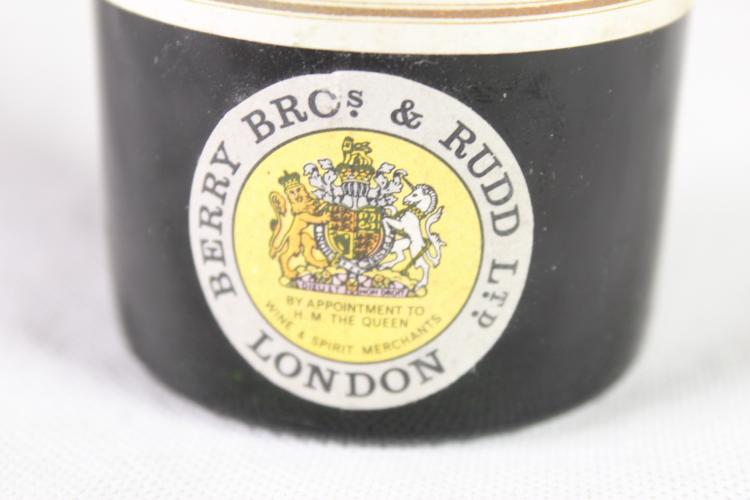 BERRY BROS. & RUDD LTD
BY APPOINTMENT TO
H. M. THE QUEEN
WINE & SPIRIT MERCHANTS
LONDON